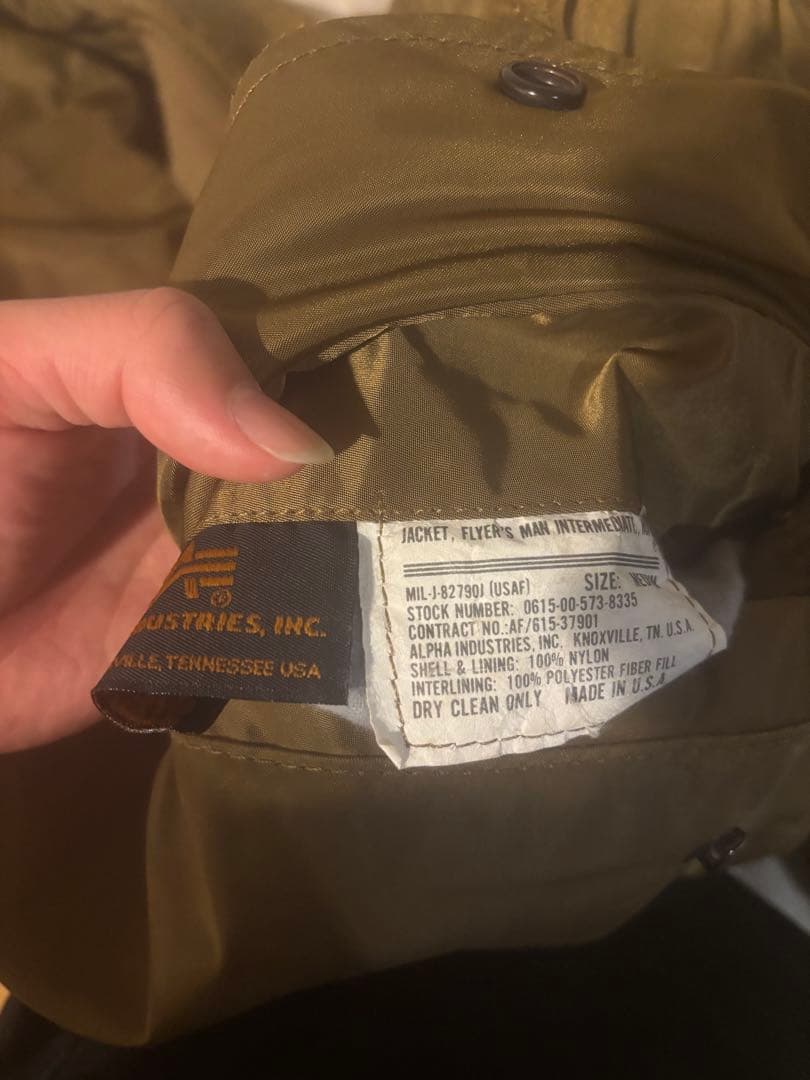 INDUSTRIES, INC.
VILLE, TENNESSEE USA
JACKET, FLYER'S MAN INTERMEDIATE,
MIL-J-8279OJ (USAF) SIZE:
STOCK NUMBER: 0615-00-573-8335
CONTRACT NO.:AF/615-37901
ALPHA INDUSTRIES, INC. KNOXVILLE, TN. U.S.A.
SHELL & LINING: 100% NYLON
INTERLINING: 100% POLYESTER FIBER FILL
DRY CLEAN ONLY MADE IN U.S.A